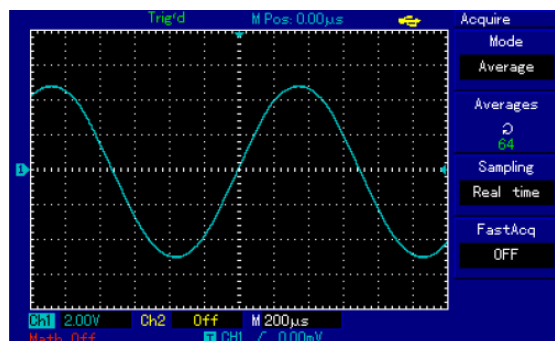 Trig'd M Pos: 0.00μs Acquire
Mode
Average
Averages
64
Sampling
Real time
FastAcq
OFF
1
Ch1 2.00V Ch2 Off M 200μs
Math Off T CH1 / 0.00mV